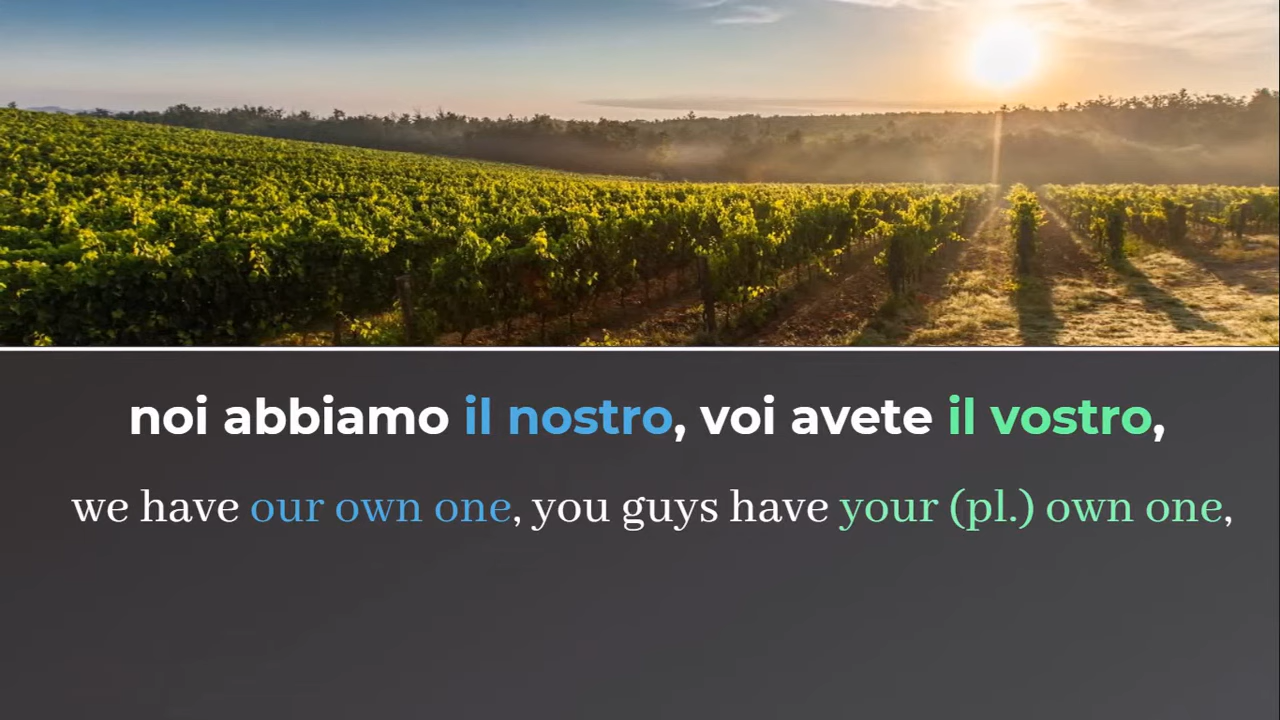 noi abbiamo il nostro, voi avete il vostro,
we have our own one, you guys have your (pl.) own one,